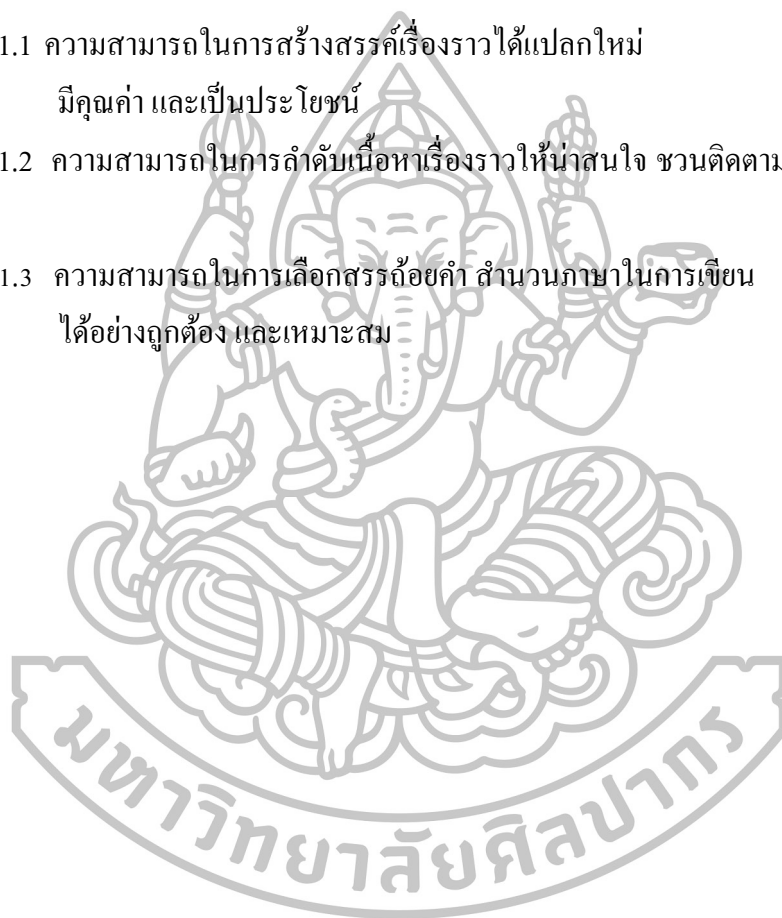 1.1 ความสามารถในการสร้างสรรค์เรื่องราวได้แปลกใหม่
มีคุณค่า และเป็นประโยชน์
1.2 ความสามารถในการลำดับเนื้อหาเรื่องราวให้น่าสนใจ ชวนติดตาม
1.3 ความสามารถในการเลือกสรรถ้อยคำ สำนวนภาษาในการเขียน
ได้อย่างถูกต้อง และเหมาะสม
มหาวิทยาลัยศิลปากร